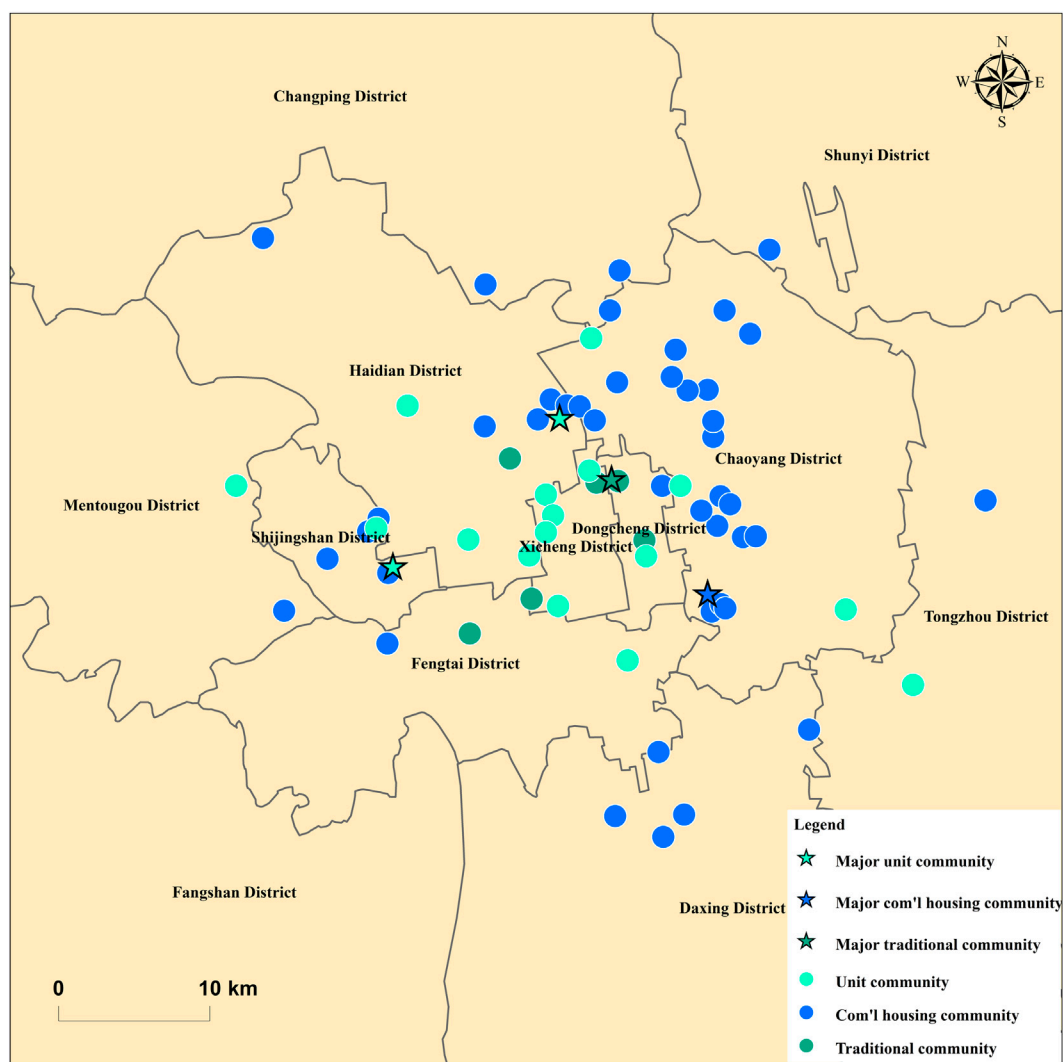 N
W E
S
Changping District
Shunyi District
Haidian District
Chaoyang District
Mentougou District
Dongcheng District
Shijingshan District
Xicheng District
Tongzhou District
Fengtai District
Fangshan District
Daxing District
Legend
Major unit community
Major com'l housing community
Major traditional community
Unit community
Com'l housing community
Traditional community
0 10 km